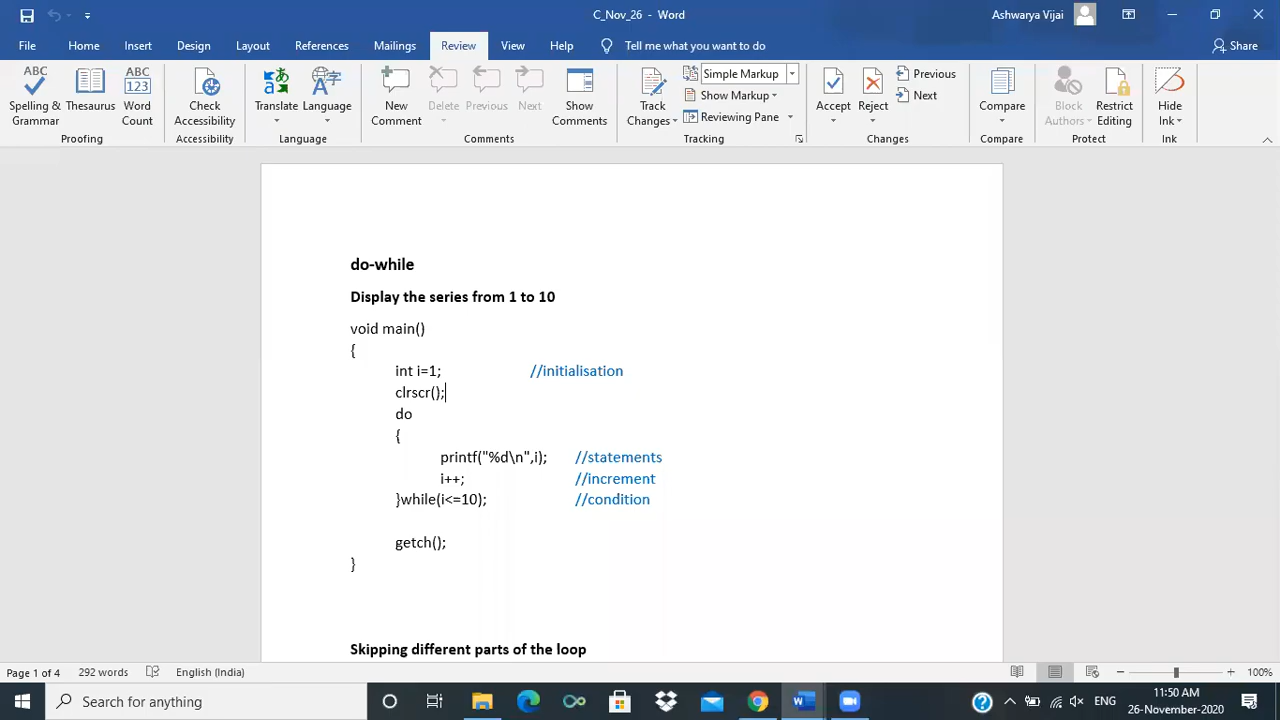 C_Nov_26 - Word
Ashwarya Vijai
File Home Insert Design Layout References Mailings Review View Help Tell me what you want to do Share
Spelling & Grammar
Thesaurus
Word Count
Check Accessibility
Translate
Language
New Comment
Delete
Previous
Next
Show Comments
Track Changes
Simple Markup
Show Markup
Reviewing Pane
Accept
Reject
Previous
Next
Compare
Block Authors
Restrict Editing
Hide Ink
Proofing Accessibility Language Comments Tracking Changes Compare Protect Ink
do-while
Display the series from 1 to 10
void main()
{
int i=1; //initialisation
clrscr();
do
{
printf("%d\n",i); //statements
i++; //increment
}while(i<=10); //condition
getch();
}
Skipping different parts of the loop
Page 1 of 4 292 words English (India) 100%
Search for anything
ENG
11:50 AM
26-November-2020